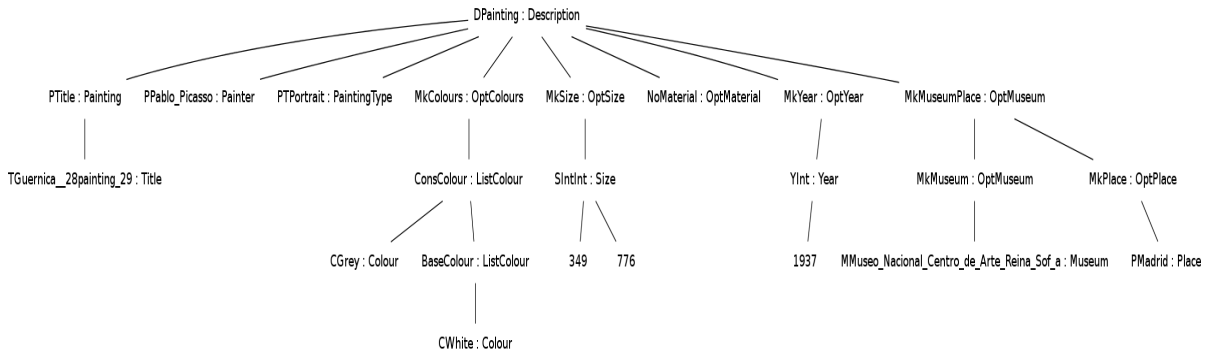 DPainting : Description
PTitle : Painting PPablo_Picasso : Painter PTPortrait : PaintingType MkColours : OptColours MkSize : OptSize NoMaterial : OptMaterial MkYear : OptYear MkMuseumPlace : OptMuseum
TGuernica__28painting_29 : Title ConsColour : ListColour SIntInt : Size YInt : Year MkMuseum : OptMuseum MkPlace : OptPlace
CGrey : Colour BaseColour : ListColour 349 776 1937 MMuseo_Nacional_Centro_de_Arte_Reina_Sof_a : Museum PMadrid : Place
CWhite : Colour